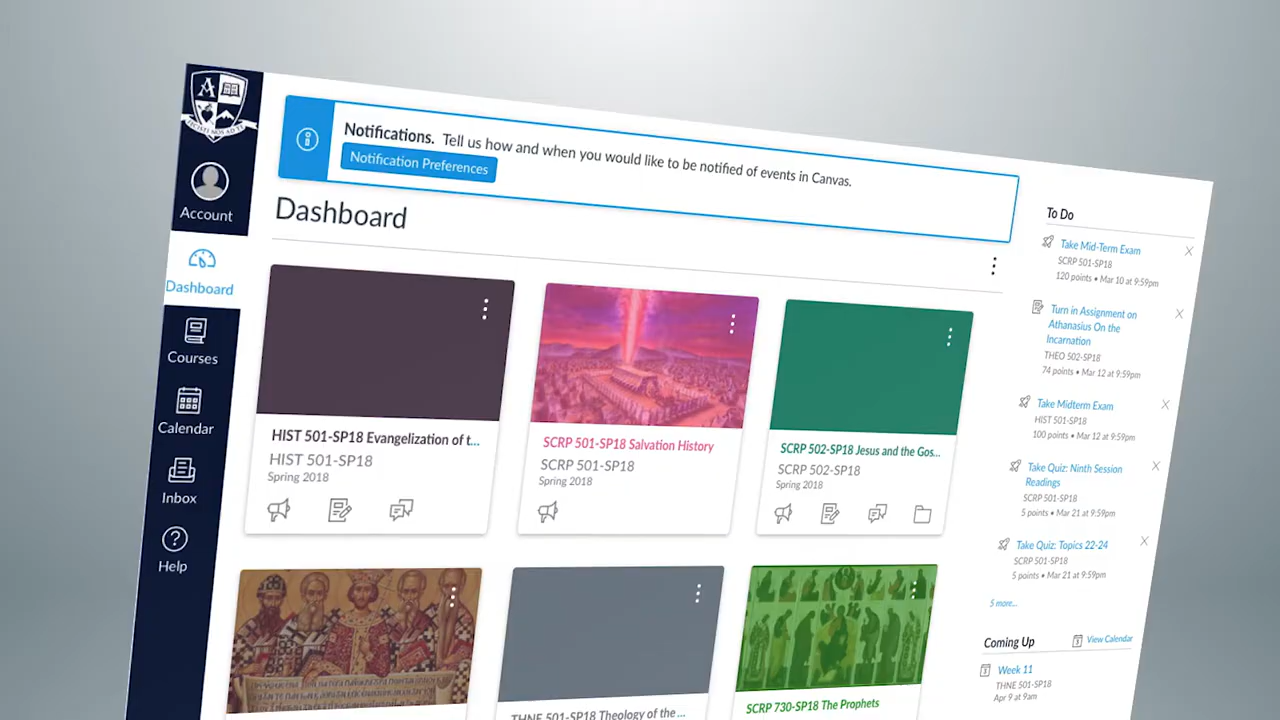 A
Account
Dashboard
Courses
Calendar
Inbox
Help
Notifications. Tell us how and when you would like to be notified of events in Canvas.
Notification Preferences
Dashboard
HIST 501-SP18 Evangelization of t...
HIST 501-SP18
Spring 2018
SCRP 501-SP18 Salvation History
SCRP 501-SP18
Spring 2018
SCRP 502-SP18 Jesus and the Gos...
SCRP 502-SP18
Spring 2018
THNE 501-SP18 Theology of the ...
SCRP 730-SP18 The Prophets
To Do
Take Mid-Term Exam
SCRP 501-SP18
120 points • Mar 10 at 9:59pm
Turn in Assignment on
Athanasius On the
Incarnation
THEO 502-SP18
74 points • Mar 12 at 9:59pm
Take Midterm Exam
HIST 501-SP18
100 points • Mar 12 at 9:59pm
Take Quiz: Ninth Session
Readings
SCRP 501-SP18
5 points • Mar 21 at 9:59pm
Take Quiz: Topics 22-24
SCRP 501-SP18
5 points • Mar 21 at 9:59pm
5 more...
Coming Up
View Calendar
Week 11
THNE 501-SP18
Apr 9 at 9am